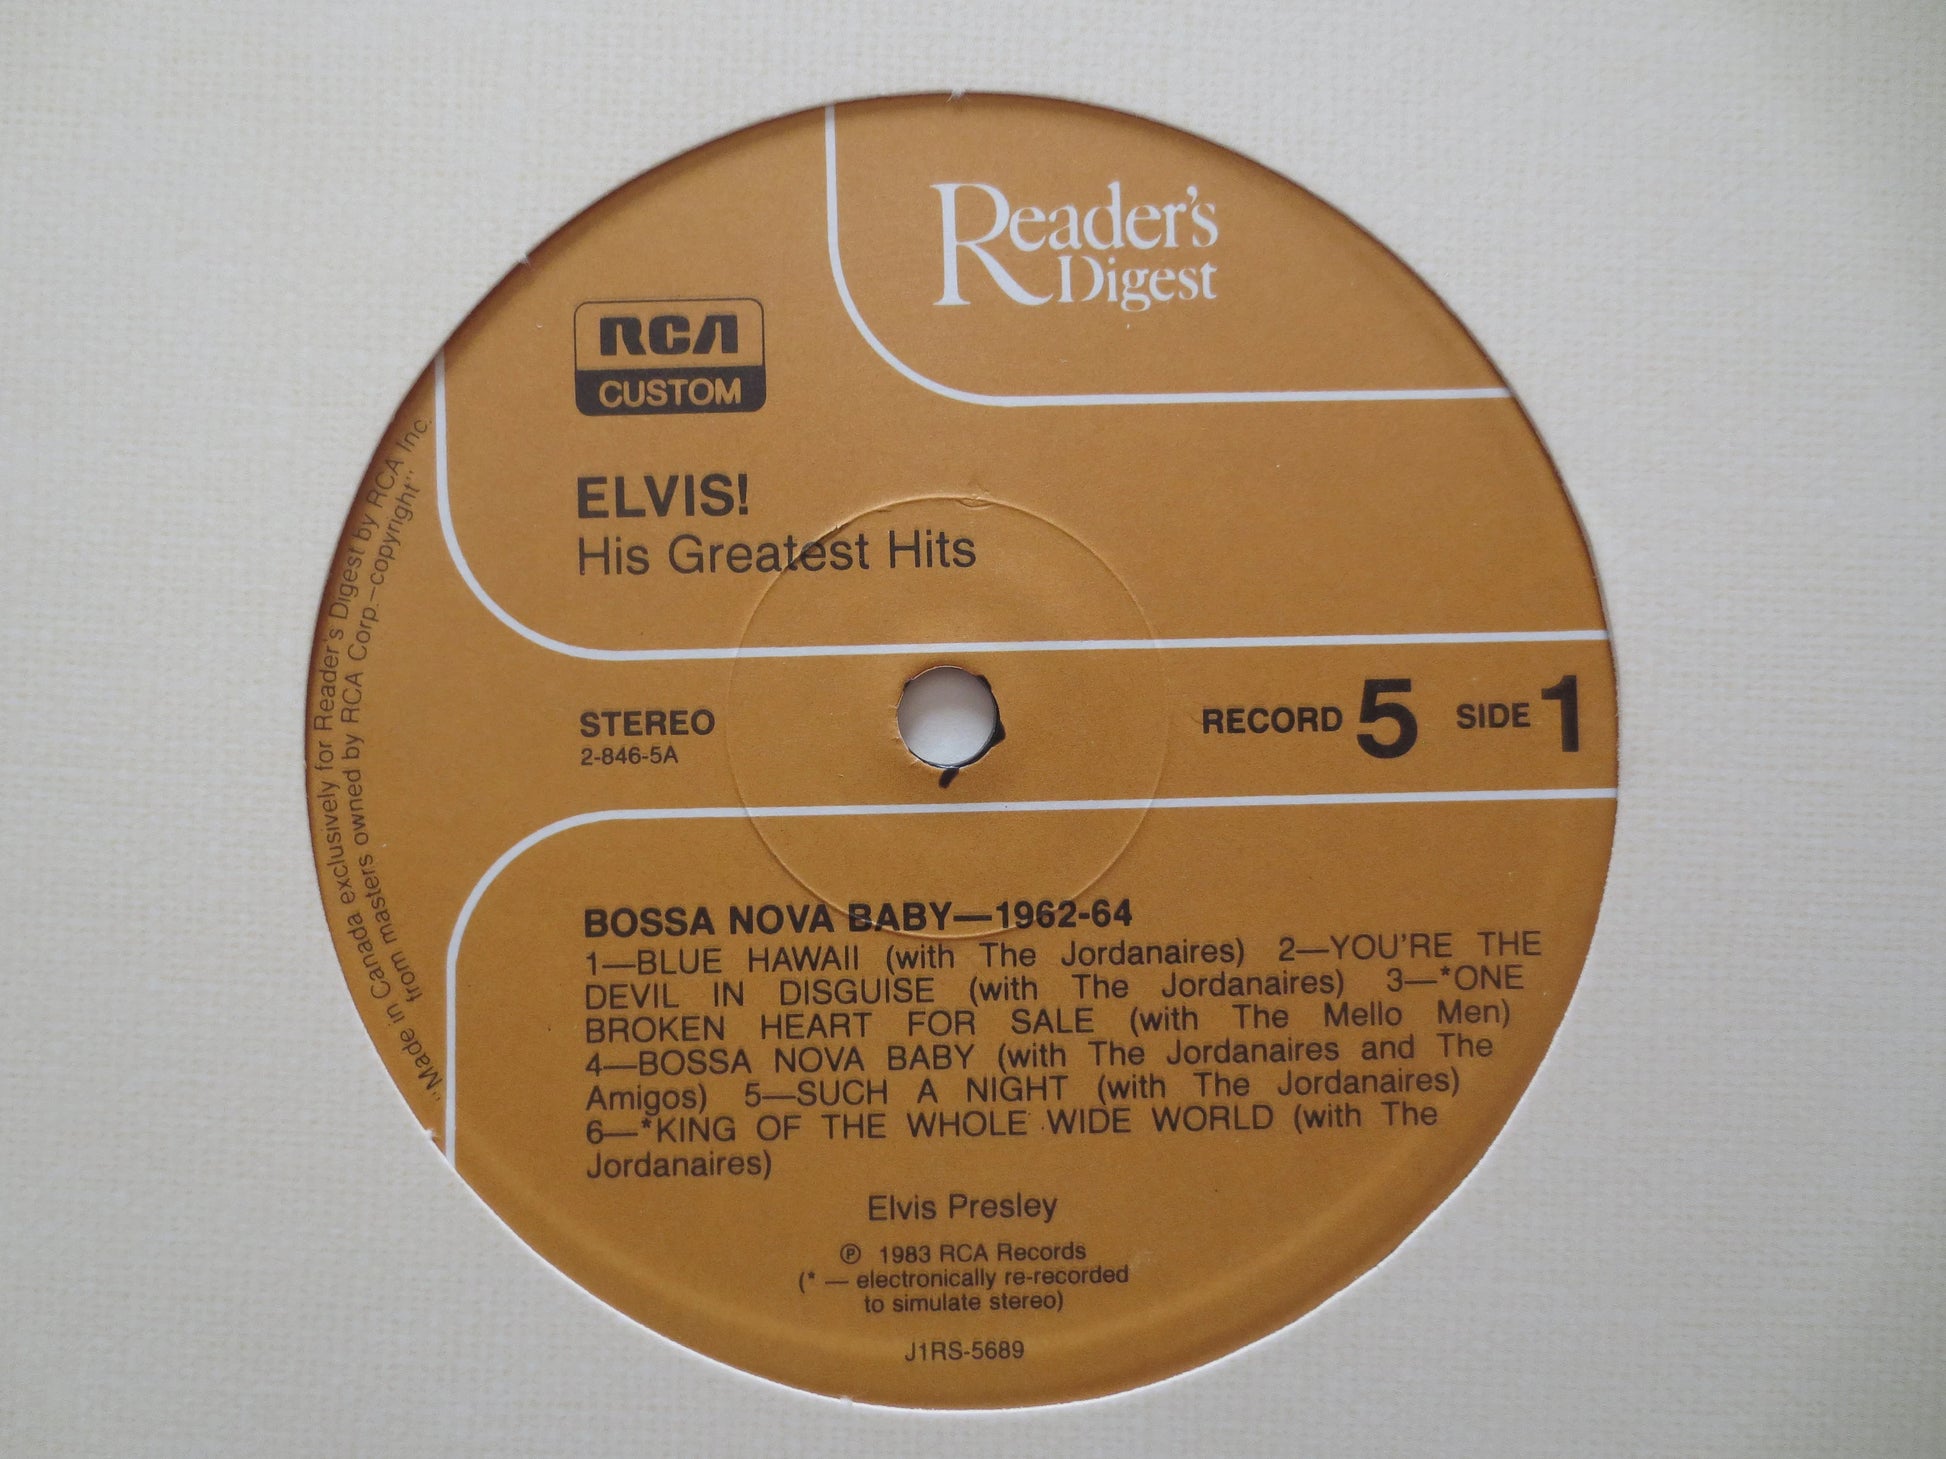 Reader's
Digest
RCA
CUSTOM
ELVIS!
His Greatest Hits
STEREO
2-846-5A
RECORD 5 SIDE 1
BOSSA NOVA BABY—1962-64
1—BLUE HAWAII (with The Jordanaires) 2—YOU'RE THE
DEVIL IN DISGUISE (with The Jordanaires) 3—*ONE
BROKEN HEART FOR SALE (with The Mello Men)
4—BOSSA NOVA BABY (with The Jordanaires and The
Amigos) 5—SUCH A NIGHT (with The Jordanaires)
6—*KING OF THE WHOLE WIDE WORLD (with The
Jordanaires)
Elvis Presley
℗ 1983 RCA Records
(* — electronically re-recorded
to simulate stereo)
J1RS-5689
"Made in Canada exclusively for Reader's Digest by RCA Inc.
from masters owned by RCA Corp.—copyright"